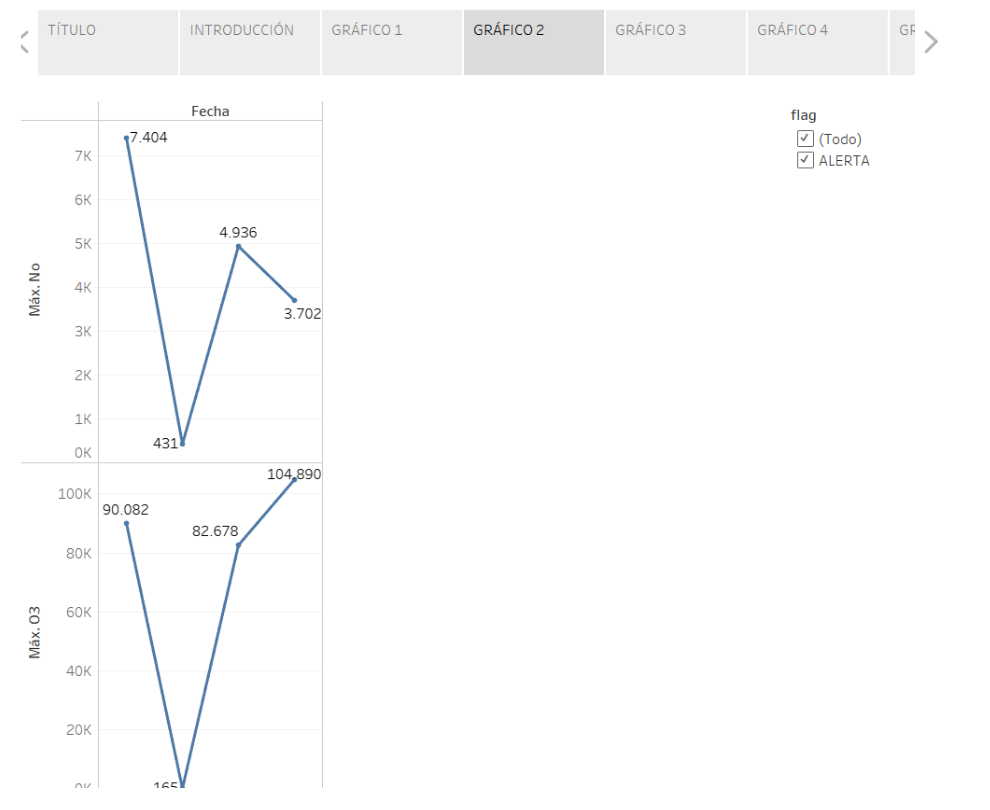 TÍTULO
INTRODUCCIÓN
GRÁFICO 1
GRÁFICO 2
GRÁFICO 3
GRÁFICO 4
GR
Fecha
Máx. No
7K
6K
5K
4K
3K
2K
1K
0K
7.404
431
4.936
3.702
Máx. O3
100K
80K
60K
40K
20K
0K
90.082
165
82.678
104.890
flag
(Todo)
ALERTA